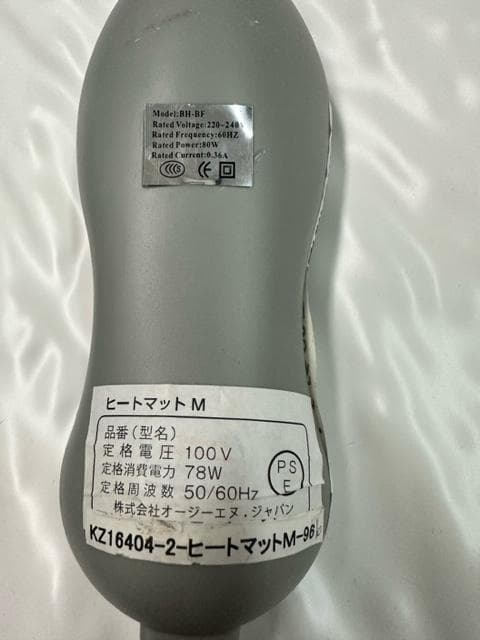 Model:BH-BF
Rated Voltage:220-240V
Rated Frequency:60HZ
Rated Power:80W
Rated Current:0.36A
CCC CE
ヒートマット M
品番(型名)
定格電圧 100V
定格消費電力 78W
定格周波数 50/60Hz
PS
E
株式会社オージーエヌ.ジャパン
KZ16404-2-ヒートマットM-96